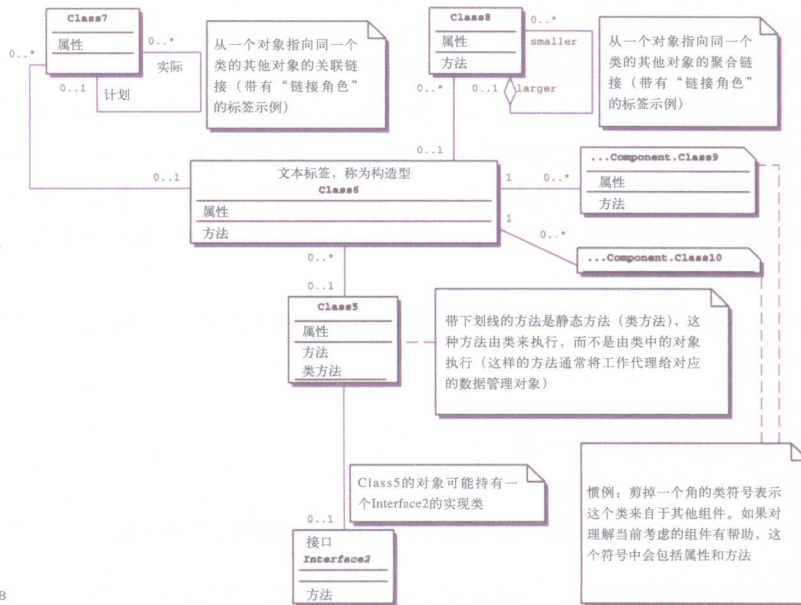 Class7
属性
0..*
0..*
实际
0..1
计划
从一个对象指向同一个
类的其他对象的关联链
接（带有“链接角色”
的标签示例）
Class8
属性
方法
0..*
smaller
0..1
larger
0..*
从一个对象指向同一个
类的其他对象的聚合链
接（带有“链接角色”
的标签示例）
0..1
0..1
文本标签，称为构造型
Class6
属性
方法
1
0..*
...Component.Class9
属性
方法
1
0..*
...Component.Class10
0..*
0..1
Class5
属性
方法
类方法
带下划线的方法是静态方法（类方法），这
种方法由类来执行，而不是由类中的对象
执行（这样的方法通常将工作代理给对应
的数据管理对象）
Class5的对象可能持有一
个Interface2的实现类
惯例：剪掉一个角的类符号表示
这个类来自于其他组件。如果对
理解当前考虑的组件有帮助，这
个符号中会包括属性和方法
0..1
接口
Interface2
方法
B